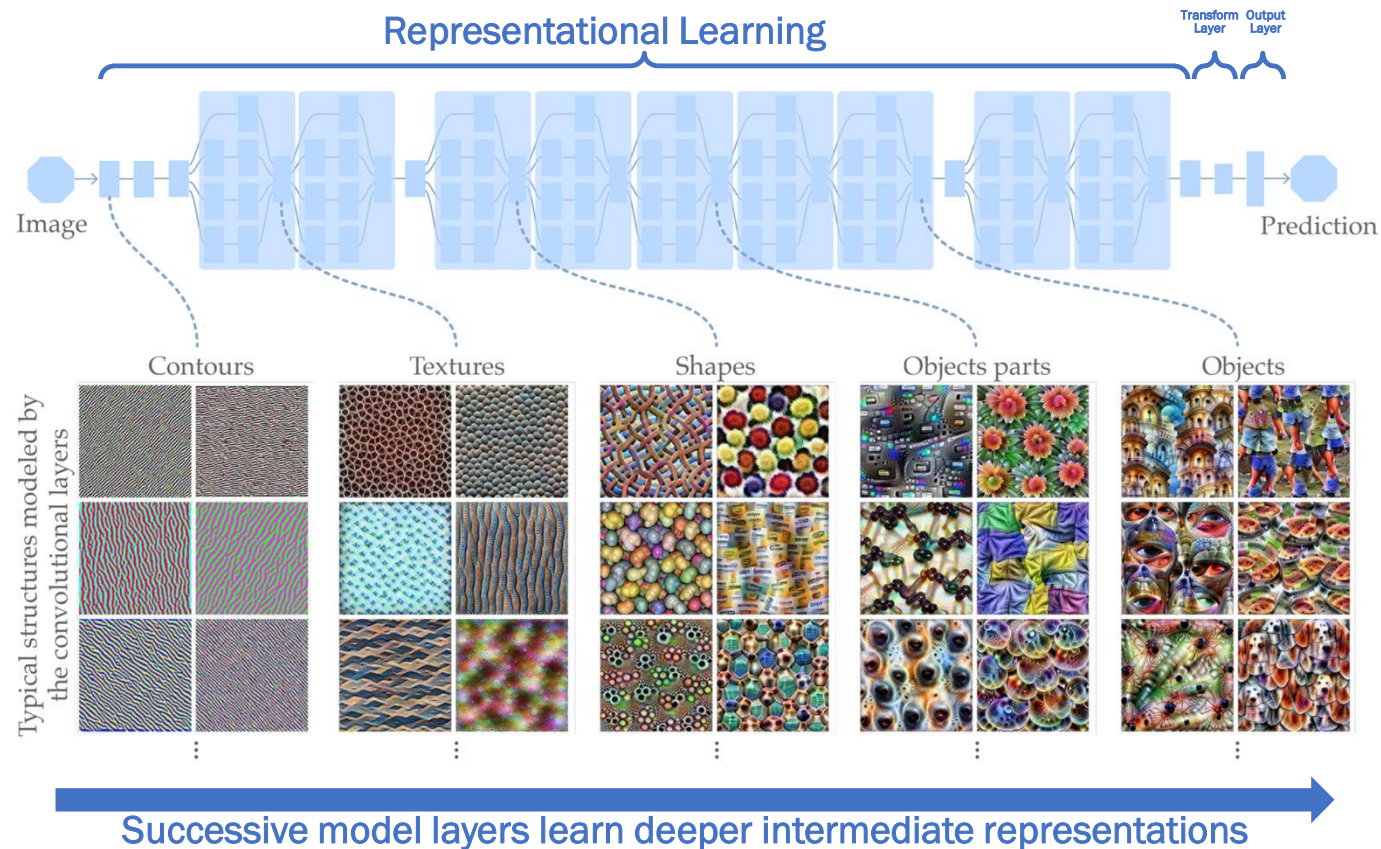 Representational Learning
Transform Output
Layer Layer
Image
Prediction
Contours
Textures
Shapes
Objects parts
Objects
Typical structures modeled by
the convolutional layers
⋮ ⋮ ⋮ ⋮ ⋮
Successive model layers learn deeper intermediate representations